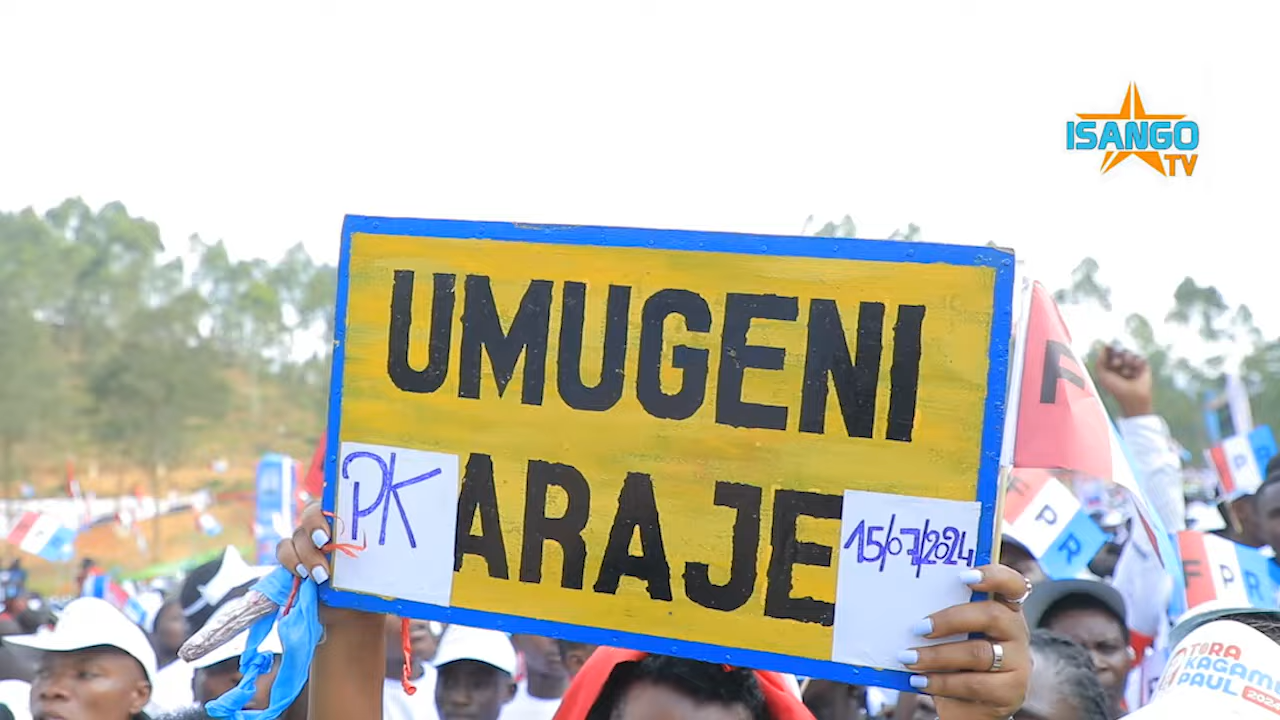 ISANGO
TV
UMUGENI
PK ARAJE 15/07/2024
F
P R
F P R
P R
TORA
KAGAME
PAUL